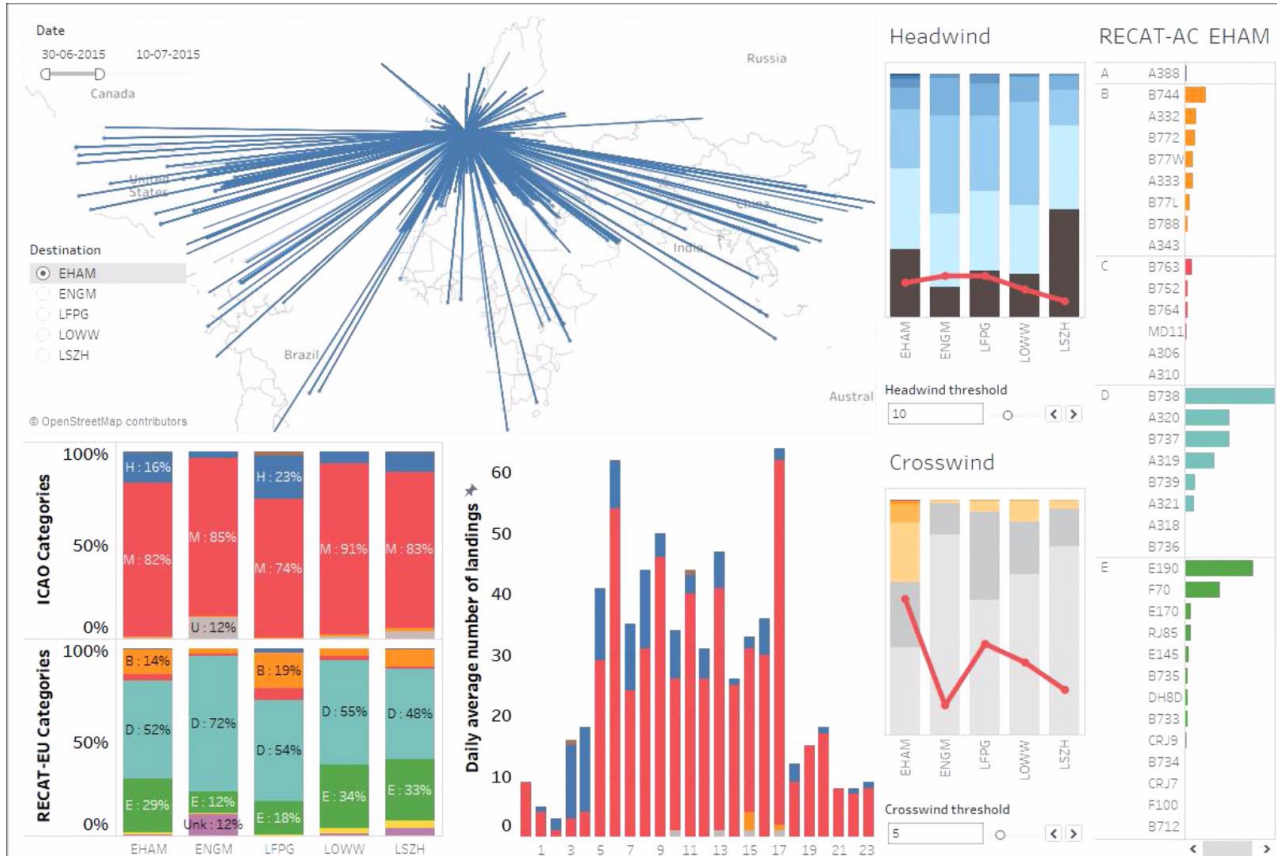 Date
30-06-2015 10-07-2015
Canada
Russia
United States
China
India
Brazil
Austral
Destination
EHAM
ENGM
LFPG
LOWW
LSZH
© OpenStreetMap contributors
Headwind
EHAM
ENGM
LFPG
LOWW
LSZH
Headwind threshold
10
Crosswind
EHAM
ENGM
LFPG
LOWW
LSZH
Crosswind threshold
5
RECAT-AC EHAM
A A388
B B744
A332
B772
B77W
A333
B77L
B788
A343
C B763
B752
B764
MD11
A306
A310
D B738
A320
B737
A319
B739
A321
A318
B736
E E190
F70
E170
RJ85
E145
B735
DH8D
B733
CRJ9
B734
CRJ7
F100
B712
ICAO Categories
100%
50%
0%
H : 16%
H : 23%
M : 82%
M : 85%
M : 74%
M : 91%
M : 83%
U : 12%
RECAT-EU Categories
100%
50%
0%
B : 14%
B : 19%
D : 52%
D : 72%
D : 54%
D : 55%
D : 48%
E : 29%
E : 12%
E : 18%
E : 34%
E : 33%
Unk : 12%
EHAM ENGM LFPG LOWW LSZH
Daily average number of landings
60
50
40
30
20
10
0
1 3 5 7 9 11 13 15 17 19 21 23